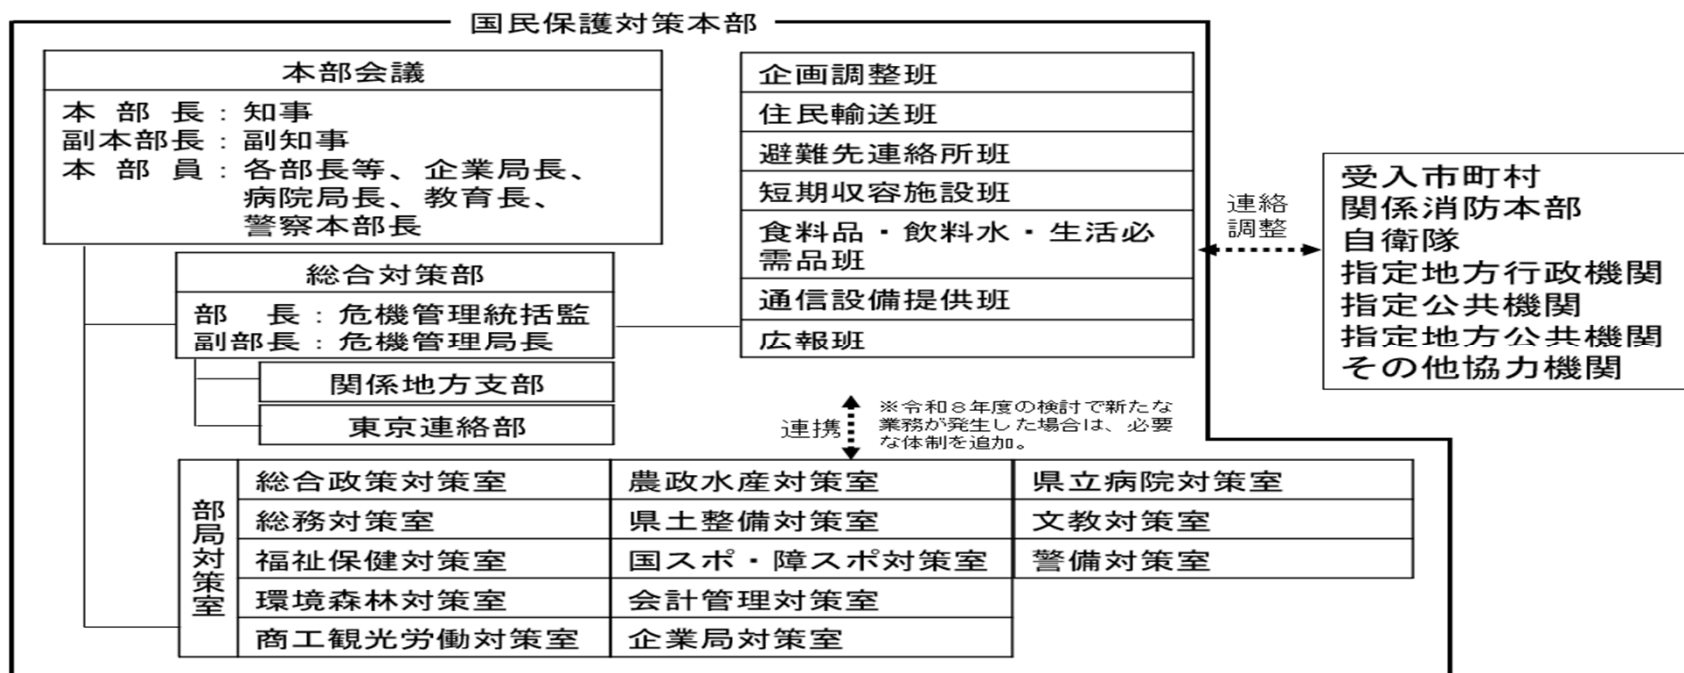 国民保護対策本部
本部会議
本部長：知事
副本部長：副知事
本部員：各部長等、企業局長、
病院局長、教育長、
警察本部長
総合対策部
部　長：危機管理統括監
副部長：危機管理局長
関係地方支部
東京連絡部
企画調整班
住民輸送班
避難先連絡所班
短期収容施設班
食料品・飲料水・生活必
需品班
通信設備提供班
広報班
連絡
調整
受入市町村
関係消防本部
自衛隊
指定地方行政機関
指定公共機関
指定地方公共機関
その他協力機関
連携
※令和８年度の検討で新たな
業務が発生した場合は、必要
な体制を追加。
部局対策室
総合政策対策室
総務対策室
福祉保健対策室
環境森林対策室
商工観光労働対策室
農政水産対策室
県土整備対策室
国スポ・障スポ対策室
会計管理対策室
企業局対策室
県立病院対策室
文教対策室
警備対策室